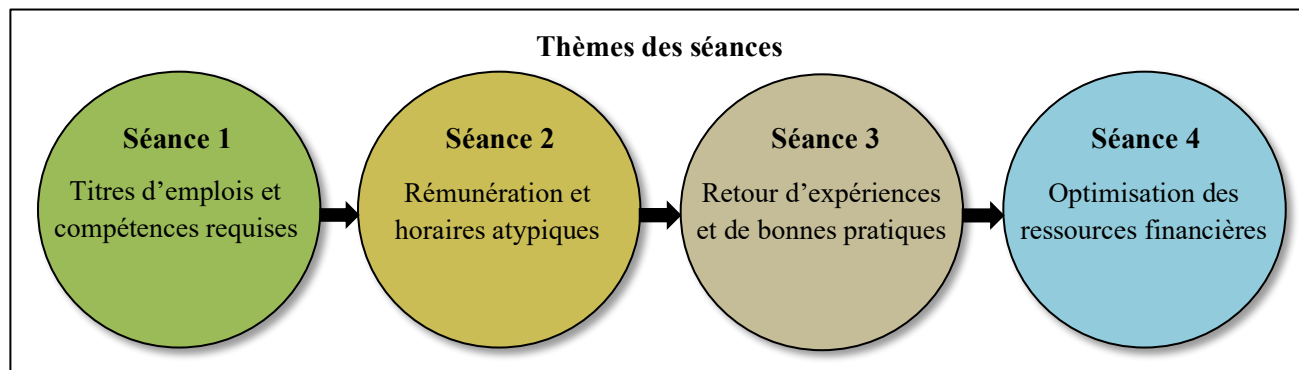 Thèmes des séances
Séance 1
Titres d’emplois et
compétences requises
Séance 2
Rémunération et
horaires atypiques
Séance 3
Retour d’expériences
et de bonnes pratiques
Séance 4
Optimisation des
ressources financières